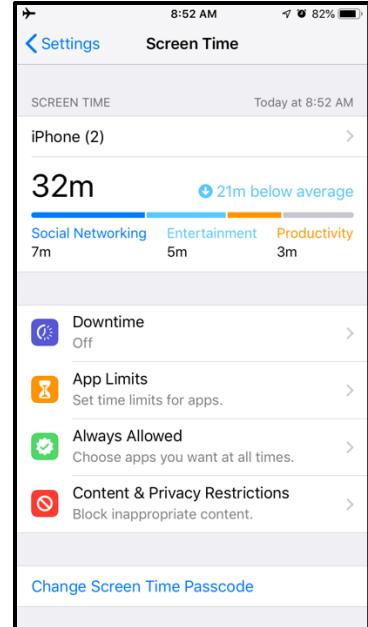 8:52 AM 82%
Settings Screen Time
SCREEN TIME Today at 8:52 AM
iPhone (2)
32m 21m below average
Social Networking Entertainment Productivity
7m 5m 3m
Downtime
Off
App Limits
Set time limits for apps.
Always Allowed
Choose apps you want at all times.
Content & Privacy Restrictions
Block inappropriate content.
Change Screen Time Passcode